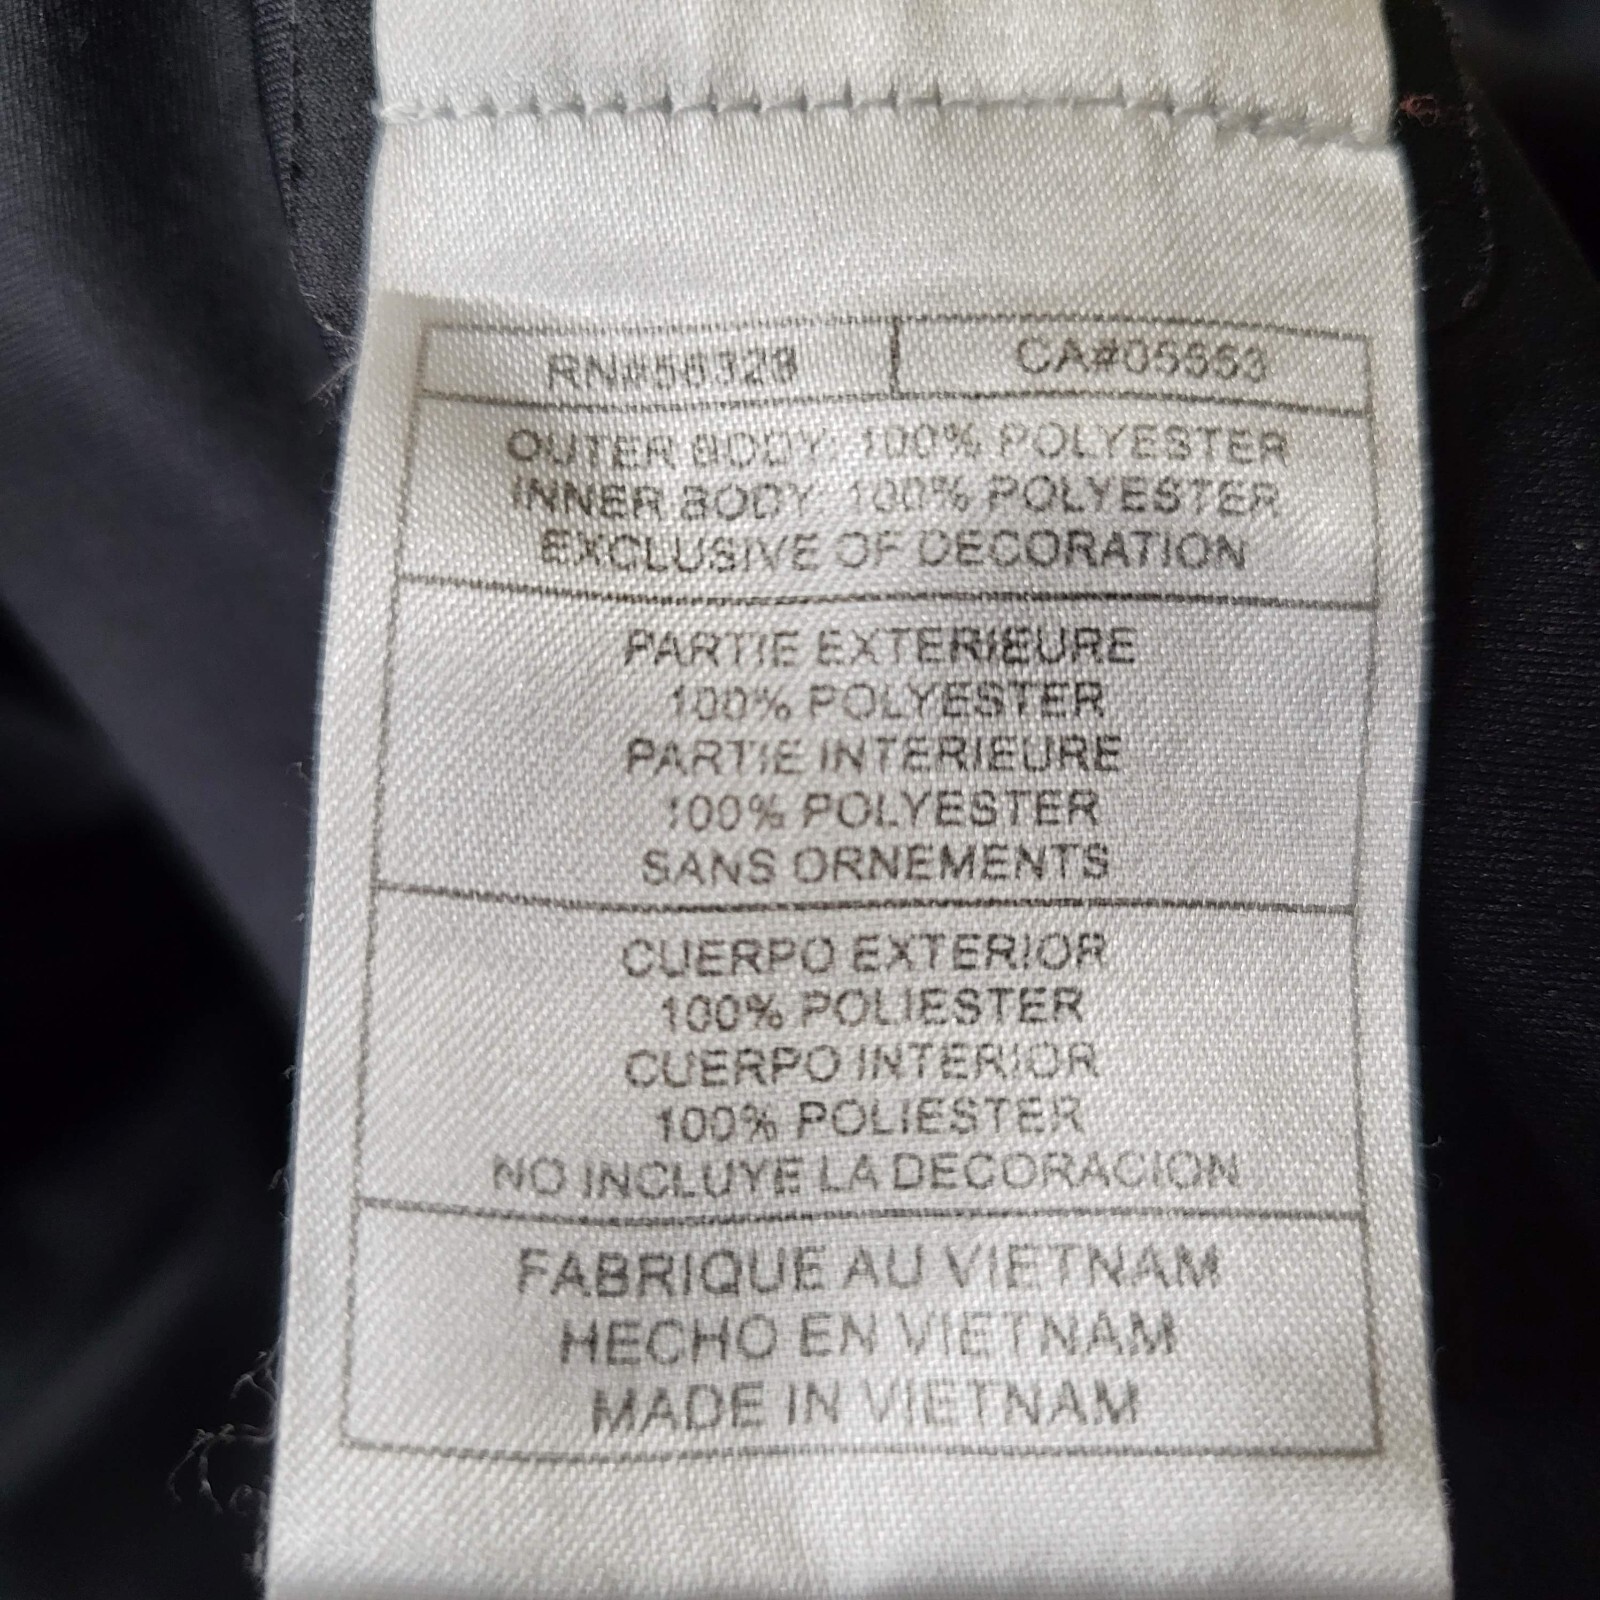 RN#56323 CA#05553
OUTER BODY: 100% POLYESTER
INNER BODY: 100% POLYESTER
EXCLUSIVE OF DECORATION
PARTIE EXTERIEURE
100% POLYESTER
PARTIE INTERIEURE
100% POLYESTER
SANS ORNEMENTS
CUERPO EXTERIOR
100% POLIESTER
CUERPO INTERIOR
100% POLIESTER
NO INCLUYE LA DECORACION
FABRIQUE AU VIETNAM
HECHO EN VIETNAM
MADE IN VIETNAM